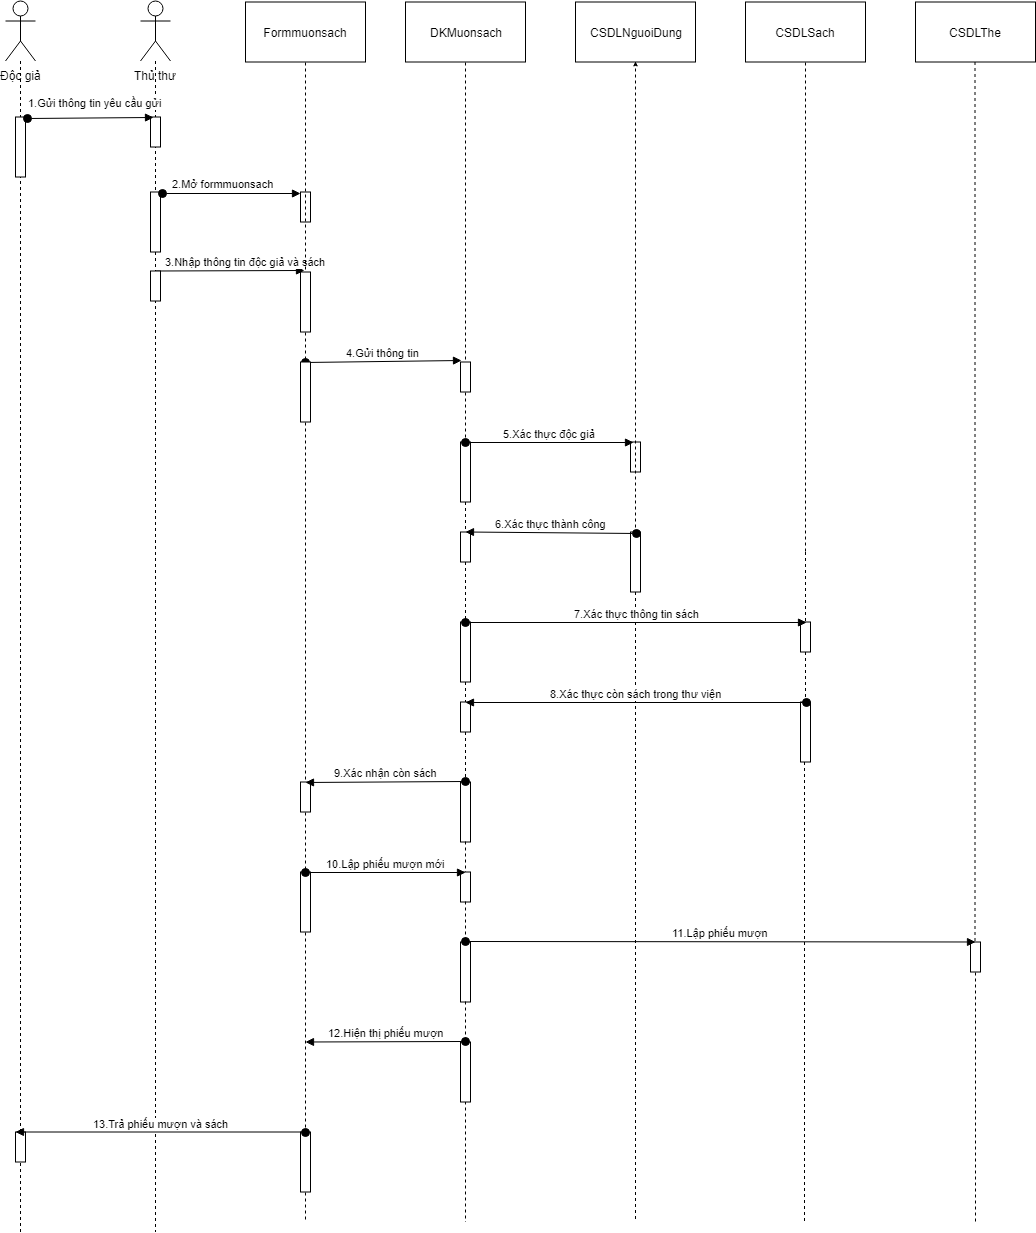 Formmuonsach
DKMuonsach
CSDLNguoiDung
CSDLSach
CSDLThe
Độc giả
Thủ thư
1.Gửi thông tin yêu cầu gửi
2.Mở formmuonsach
3.Nhập thông tin độc giả và sách
4.Gửi thông tin
5.Xác thực độc giả
6.Xác thực thành công
7.Xác thực thông tin sách
8.Xác thực còn sách trong thư viện
9.Xác nhận còn sách
10.Lập phiếu mượn mới
11.Lập phiếu mượn
12.Hiện thị phiếu mượn
13.Trả phiếu mượn và sách